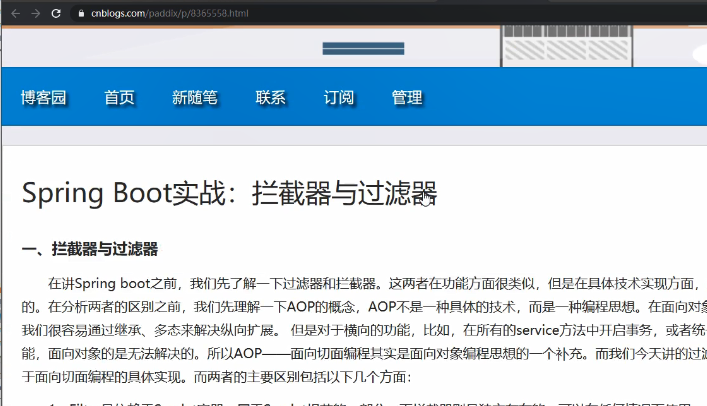 cnblogs.com/paddix/p/8365558.html
博客园 首页 新随笔 联系 订阅 管理
Spring Boot实战：拦截器与过滤器
一、拦截器与过滤器
在讲Spring boot之前，我们先了解一下过滤器和拦截器。这两者在功能方面很类似，但是在具体技术实现方面，
的。在分析两者的区别之前，我们先理解一下AOP的概念，AOP不是一种具体的技术，而是一种编程思想。在面向对象
我们很容易通过继承、多态来解决纵向扩展。 但是对于横向的功能，比如，在所有的service方法中开启事务，或者统
能，面向对象的是无法解决的。所以AOP——面向切面编程其实是面向对象编程思想的一个补充。而我们今天讲的过滤
于面向切面编程的具体实现。而两者的主要区别包括以下几个方面：